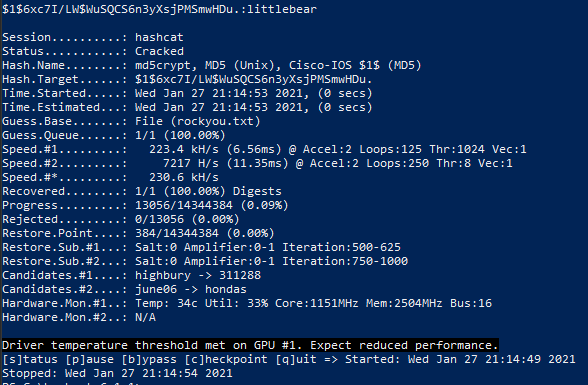 $1$6xc7I/LW$WuSQCS6n3yXsjPMSmwHDu.:littlebear
Session..........: hashcat
Status...........: Cracked
Hash.Name........: md5crypt, MD5 (Unix), Cisco-IOS $1$ (MD5)
Hash.Target......: $1$6xc7I/LW$WuSQCS6n3yXsjPMSmwHDu.
Time.Started.....: Wed Jan 27 21:14:53 2021, (0 secs)
Time.Estimated...: Wed Jan 27 21:14:53 2021, (0 secs)
Guess.Base.......: File (rockyou.txt)
Guess.Queue......: 1/1 (100.00%)
Speed.#1.........:   223.4 kH/s (6.56ms) @ Accel:2 Loops:125 Thr:1024 Vec:1
Speed.#2.........:     7217 H/s (11.35ms) @ Accel:2 Loops:250 Thr:8 Vec:1
Speed.#*.........:   230.6 kH/s
Recovered........: 1/1 (100.00%) Digests
Progress.........: 13056/14344384 (0.09%)
Rejected.........: 0/13056 (0.00%)
Restore.Point....: 384/14344384 (0.00%)
Restore.Sub.#1...: Salt:0 Amplifier:0-1 Iteration:500-625
Restore.Sub.#2...: Salt:0 Amplifier:0-1 Iteration:750-1000
Candidates.#1....: highbury -> 311288
Candidates.#2....: june06 -> hondas
Hardware.Mon.#1..: Temp: 34c Util: 33% Core:1151MHz Mem:2504MHz Bus:16
Hardware.Mon.#2..: N/A
Driver temperature threshold met on GPU #1. Expect reduced performance.
[s]tatus [p]ause [b]ypass [c]heckpoint [q]uit => Started: Wed Jan 27 21:14:49 2021
Stopped: Wed Jan 27 21:14:54 2021